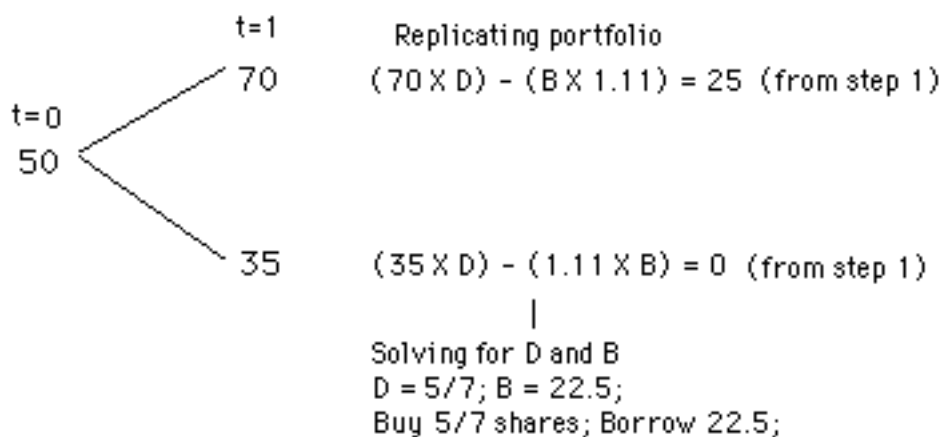 t=1 Replicating portfolio
70 (70 X D) - (B X 1.11) = 25 (from step 1)
t=0
50
35 (35 X D) - (1.11 X B) = 0 (from step 1)
Solving for D and B
D = 5/7; B = 22.5;
Buy 5/7 shares; Borrow 22.5;